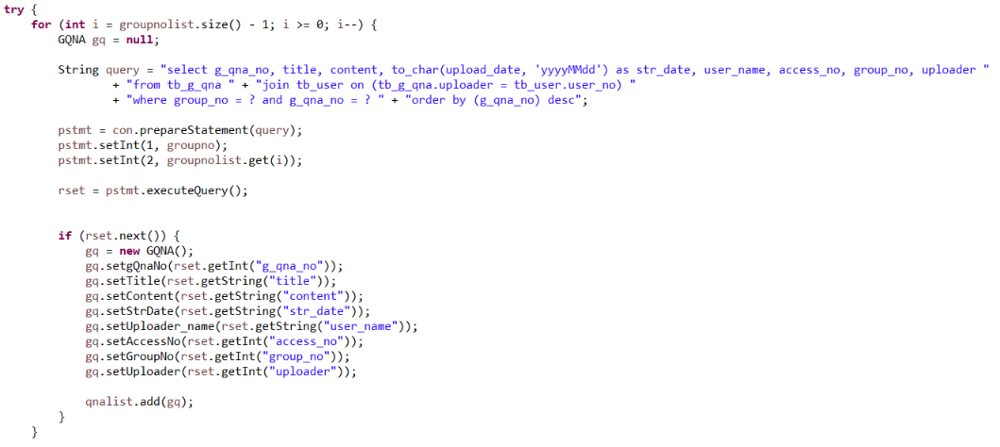 try {
    for (int i = groupnolist.size() - 1; i >= 0; i--) {
        GQNA gq = null;

        String query = "select g_qna_no, title, content, to_char(upload_date, 'yyyyMMdd') as str_date, user_name, access_no, group_no, uploader "
                + "from tb_g_qna " + "join tb_user on (tb_g_qna.uploader = tb_user.user_no) "
                + "where group_no = ? and g_qna_no = ? " + "order by (g_qna_no) desc";

        pstmt = con.prepareStatement(query);
        pstmt.setInt(1, groupno);
        pstmt.setInt(2, groupnolist.get(i));

        rset = pstmt.executeQuery();


        if (rset.next()) {
            gq = new GQNA();
            gq.setgQnaNo(rset.getInt("g_qna_no"));
            gq.setTitle(rset.getString("title"));
            gq.setContent(rset.getString("content"));
            gq.setStrDate(rset.getString("str_date"));
            gq.setUploader_name(rset.getString("user_name"));
            gq.setAccessNo(rset.getInt("access_no"));
            gq.setGroupNo(rset.getInt("group_no"));
            gq.setUploader(rset.getInt("uploader"));

            qnalist.add(gq);
        }
    }